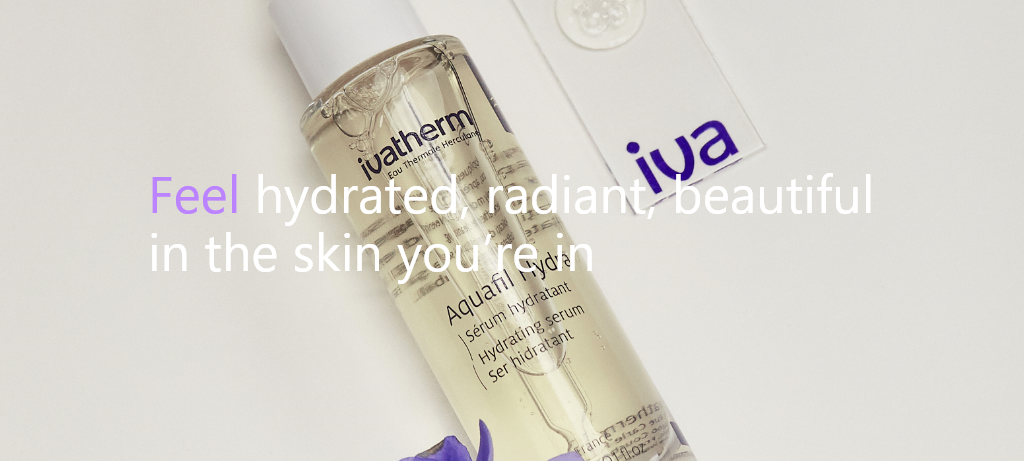 ivatherm
Eau Thermale Herculane
iva
Feel hydrated, radiant, beautiful
in the skin you're in
Aquafil Hydra
Sérum hydratant
Hydrating serum
Ser hidratant
France